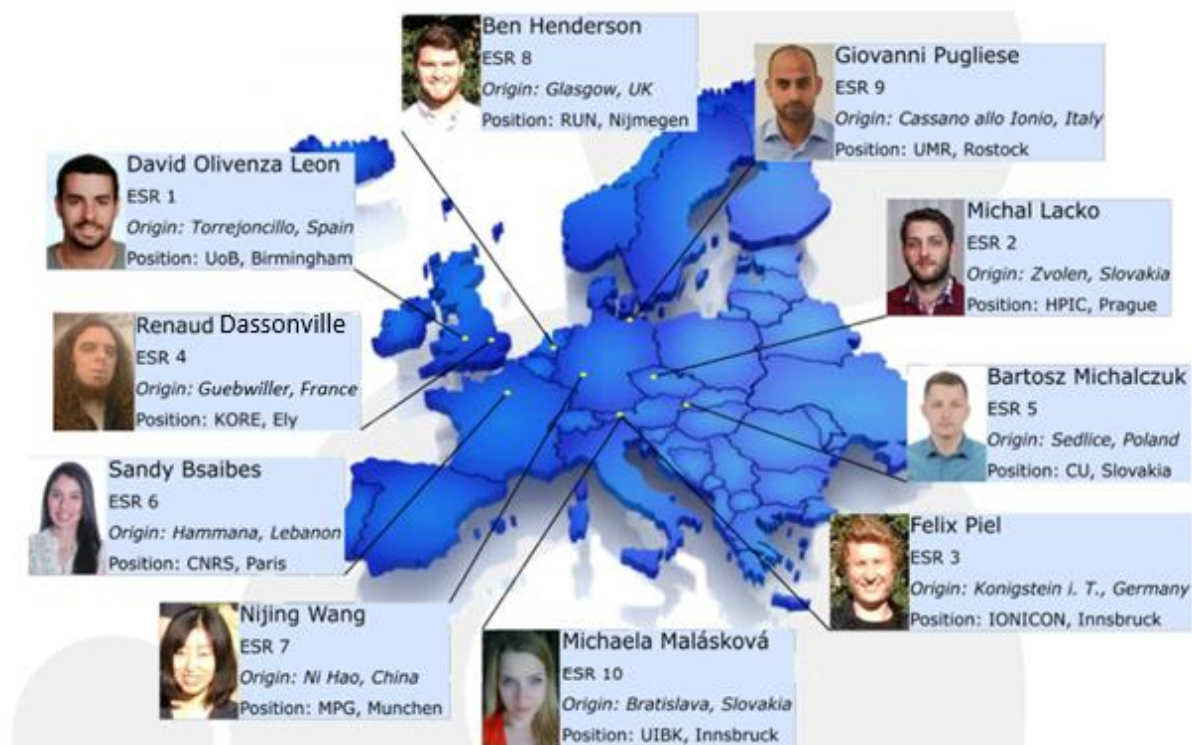 Ben Henderson
ESR 8
Origin: Glasgow, UK
Position: RUN, Nijmegen
Giovanni Pugliese
ESR 9
Origin: Cassano allo Ionio, Italy
Position: UMR, Rostock
David Olivenza Leon
ESR 1
Origin: Torrejoncillo, Spain
Position: UoB, Birmingham
Michal Lacko
ESR 2
Origin: Zvolen, Slovakia
Position: HPIC, Prague
Renaud Dassonville
ESR 4
Origin: Guebwiller, France
Position: KORE, Ely
Bartosz Michalczuk
ESR 5
Origin: Sedlice, Poland
Position: CU, Slovakia
Sandy Bsaibes
ESR 6
Origin: Hammana, Lebanon
Position: CNRS, Paris
Felix Piel
ESR 3
Origin: Konigstein i. T., Germany
Position: IONICON, Innsbruck
Nijing Wang
ESR 7
Origin: Ni Hao, China
Position: MPG, Munchen
Michaela Malásková
ESR 10
Origin: Bratislava, Slovakia
Position: UIBK, Innsbruck